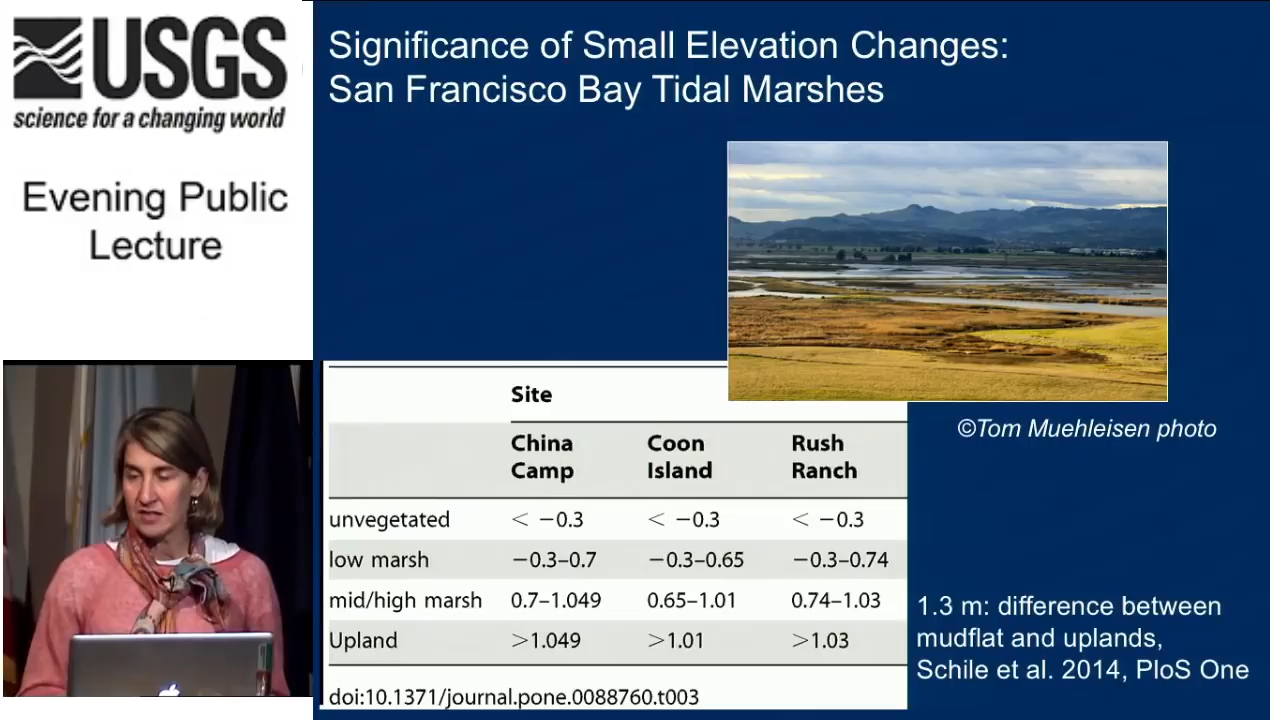 USGS
science for a changing world
Evening Public
Lecture
Significance of Small Elevation Changes:
San Francisco Bay Tidal Marshes
©Tom Muehleisen photo
Site
China Camp Coon Island Rush Ranch
unvegetated < −0.3 < −0.3 < −0.3
low marsh −0.3–0.7 −0.3–0.65 −0.3–0.74
mid/high marsh 0.7–1.049 0.65–1.01 0.74–1.03
Upland >1.049 >1.01 >1.03
doi:10.1371/journal.pone.0088760.t003
1.3 m: difference between
mudflat and uplands,
Schile et al. 2014, PloS One